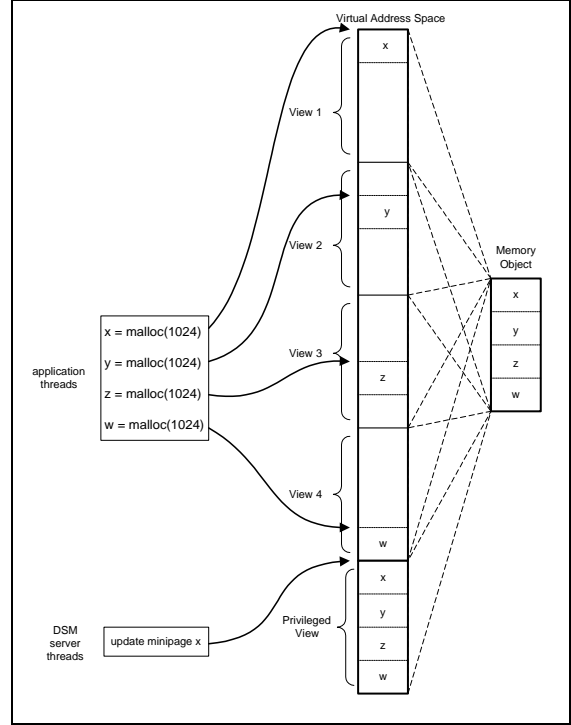 Virtual Address Space
x
View 1
y
View 2
Memory
Object
x
y
z
w
x = malloc(1024)
y = malloc(1024)
z = malloc(1024)
w = malloc(1024)
application
threads
View 3
z
View 4
w
x
y
z
w
Privileged
View
DSM
server
threads
update minipage x